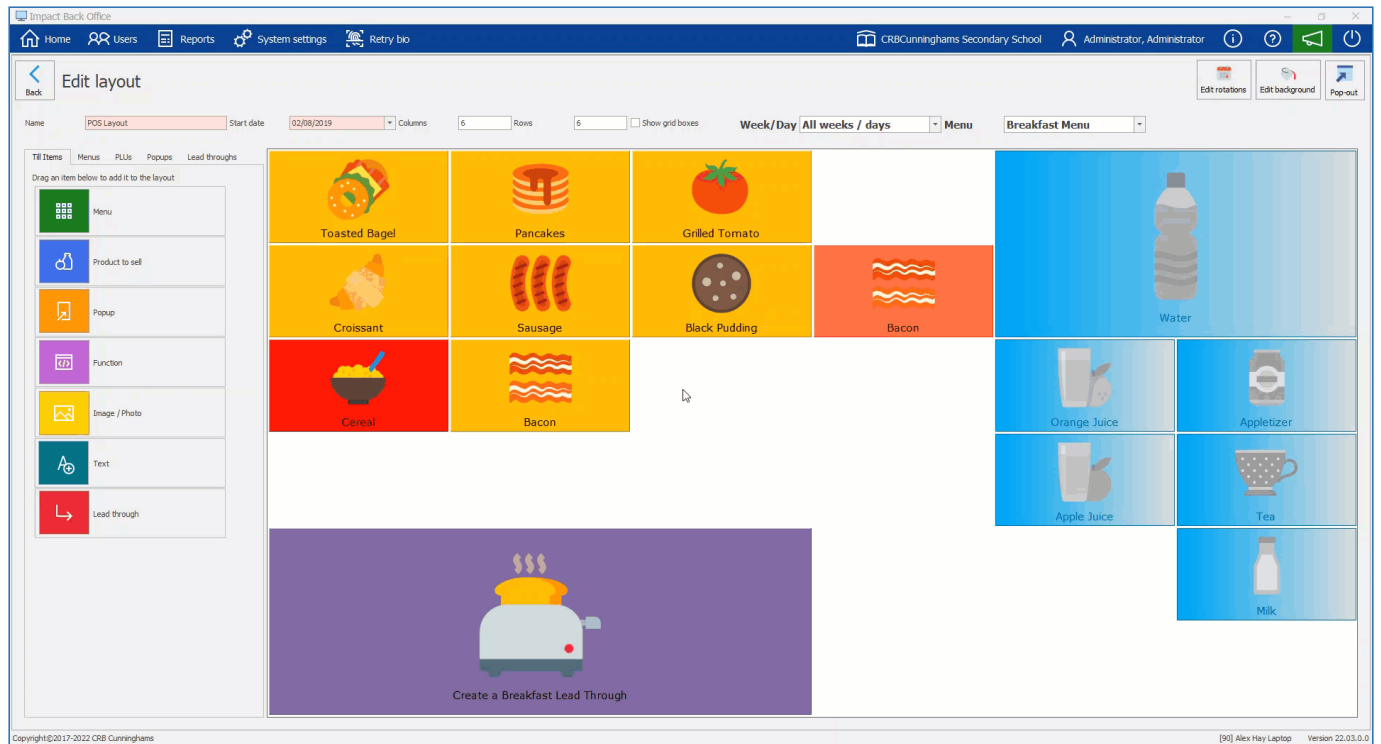 Impact Back Office
Home Users Reports System settings Retry bio CRBCunninghams Secondary School Administrator, Administrator
Back Edit layout Edit rotations Edit background Pop-out
Name POS Layout Start date 02/08/2019 Columns 6 Rows 6 Show grid boxes Week/Day All weeks / days Menu Breakfast Menu
Till Items Menus PLUs Popups Lead throughs
Drag an item below to add it to the layout
Menu
Product to sell
Popup
Function
Image / Photo
Text
Lead through
Toasted Bagel Pancakes Grilled Tomato
Water
Croissant Sausage Black Pudding Bacon
Cereal Bacon Orange Juice Appletizer
Apple Juice Tea
Milk
Create a Breakfast Lead Through
Copyright©2017-2022 CRB Cunninghams [90] Alex Hay Laptop Version 22.03.0.0